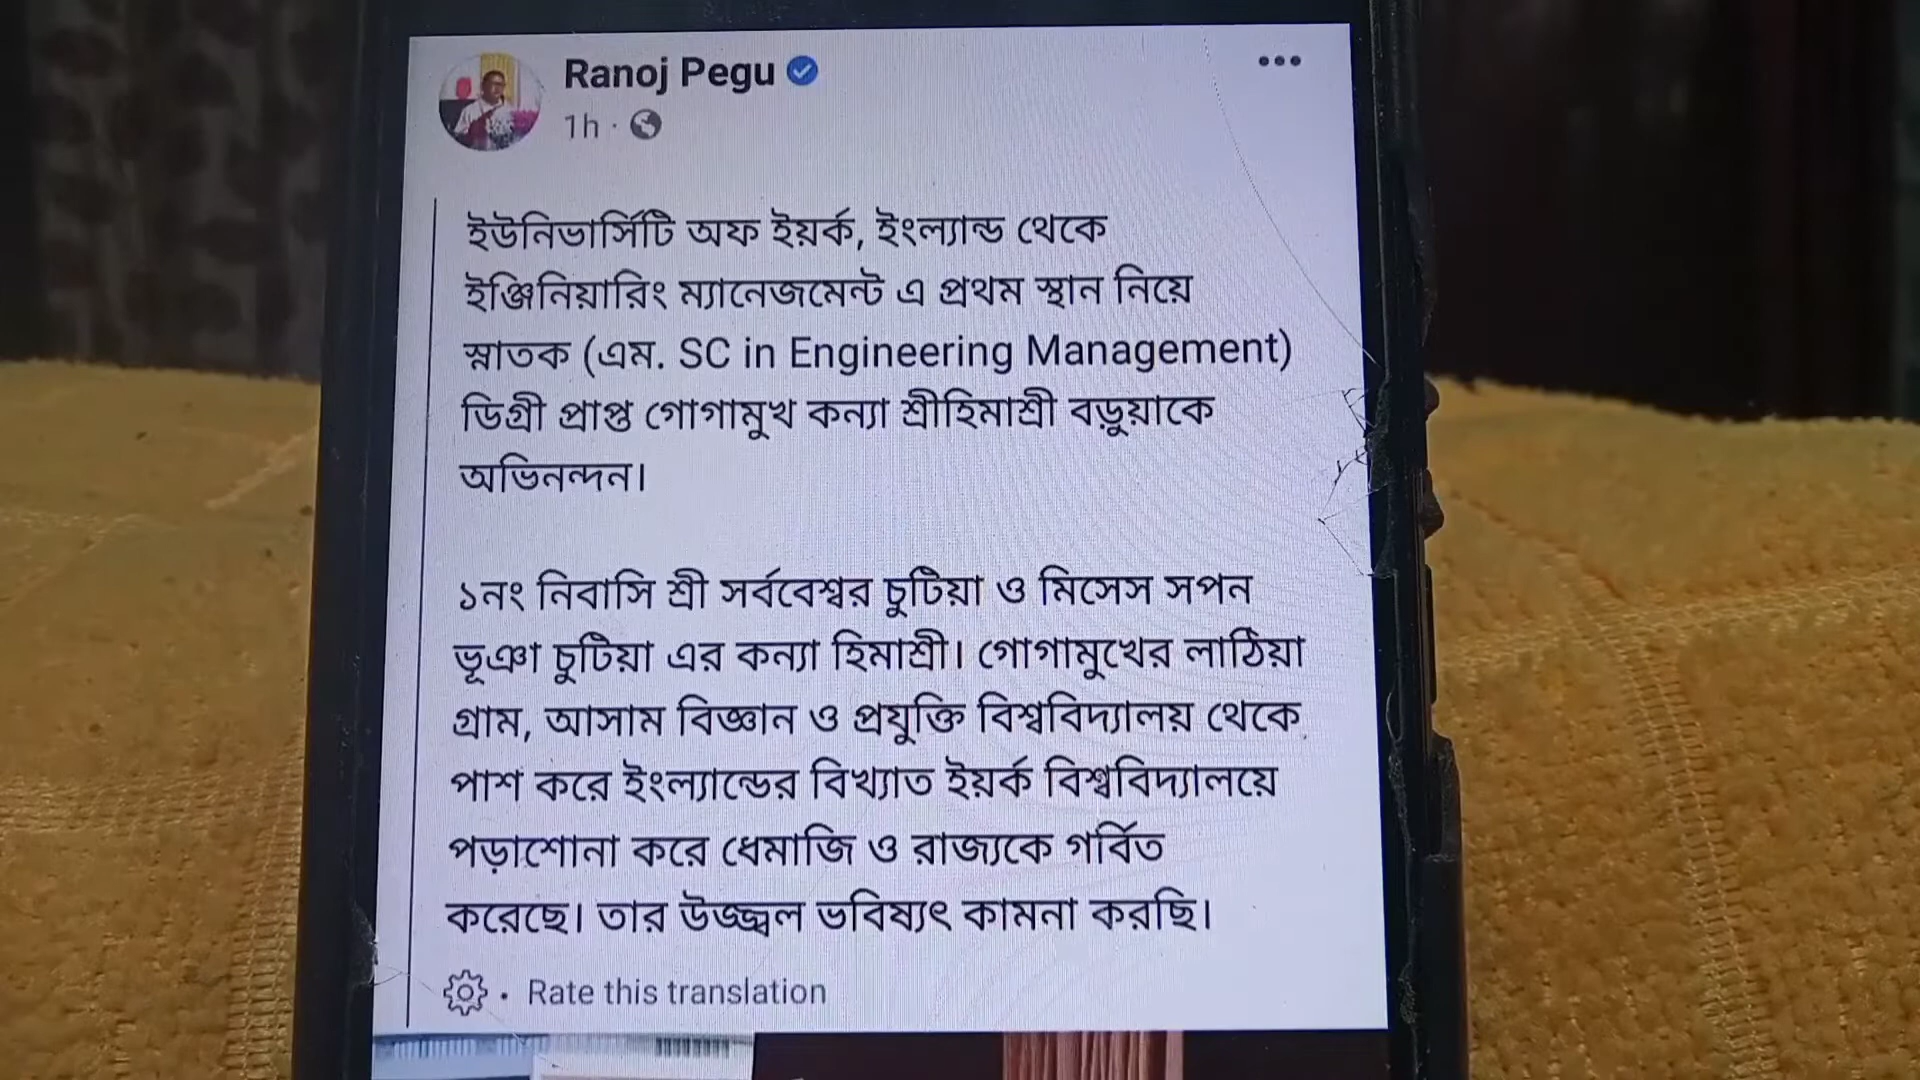 Ranoj Pegu
1h ·
ইউনিভার্সিটি অফ ইয়র্ক, ইংল্যান্ড থেকে
ইঞ্জিনিয়ারিং ম্যানেজমেন্ট এ প্রথম স্থান নিয়ে
স্নাতক (এম. SC in Engineering Management)
ডিগ্রী প্রাপ্ত গোগামুখ কন্যা শ্রীহিমাশ্রী বড়ুয়াকে
অভিনন্দন।
১নং নিবাসি শ্রী সর্ববেশ্বর চুটিয়া ও মিসেস সপন
ভূঞা চুটিয়া এর কন্যা হিমাশ্রী। গোগামুখের লাঠিয়া
গ্রাম, আসাম বিজ্ঞান ও প্রযুক্তি বিশ্ববিদ্যালয় থেকে
পাশ করে ইংল্যান্ডের বিখ্যাত ইয়র্ক বিশ্ববিদ্যালয়ে
পড়াশোনা করে ধেমাজি ও রাজ্যকে গর্বিত
করেছে। তার উজ্জ্বল ভবিষ্যৎ কামনা করছি।
· Rate this translation